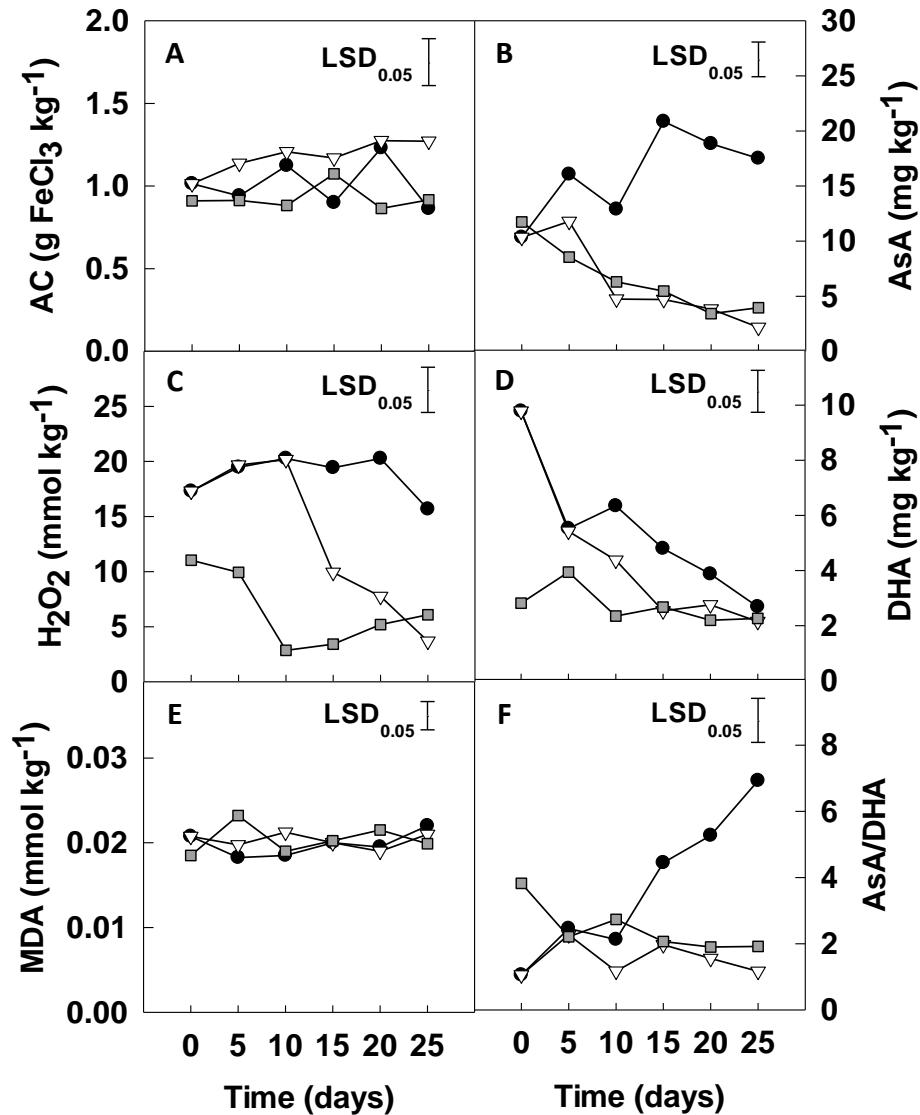 A
LSD0.05
2.0
1.5
1.0
0.5
0.0
AC (g FeCl3 kg-1)
B
LSD0.05
30
25
20
15
10
5
0
AsA (mg kg-1)
C
LSD0.05
25
20
15
10
5
0
H2O2 (mmol kg-1)
D
LSD0.05
10
8
6
4
2
0
DHA (mg kg-1)
E
LSD0.05
0.03
0.02
0.01
0.00
MDA (mmol kg-1)
F
LSD0.05
8
6
4
2
0
AsA/DHA
0 5 10 15 20 25
Time (days)
0 5 10 15 20 25
Time (days)